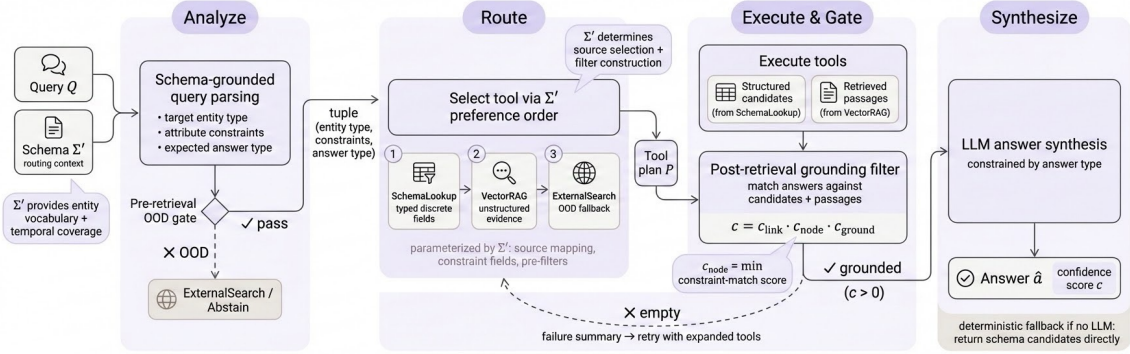 Analyze
Query Q
Schema Σ′
routing context
Σ′ provides entity
vocabulary +
temporal coverage
Schema-grounded
query parsing
• target entity type
• attribute constraints
• expected answer type
Pre-retrieval
OOD gate
✓ pass
✗ OOD
ExternalSearch /
Abstain
tuple
(entity type,
constraints,
answer type)
Route
Σ′ determines
source selection +
filter construction
Select tool via Σ′
preference order
1
SchemaLookup
typed discrete
fields
2
VectorRAG
unstructured
evidence
3
ExternalSearch
OOD fallback
parameterized by Σ′: source mapping,
constraint fields, pre-filters
Tool
plan P
Execute & Gate
Execute tools
Structured
candidates
(from SchemaLookup)
Retrieved
passages
(from VectorRAG)
Post-retrieval grounding filter
match answers against
candidates + passages
c = c_link · c_node · c_ground
c_node = min
constraint-match score
✓ grounded
(c > 0)
✗ empty
failure summary → retry with expanded tools
Synthesize
LLM answer synthesis
constrained by answer type
Answer â
confidence
score c
deterministic fallback if no LLM:
return schema candidates directly